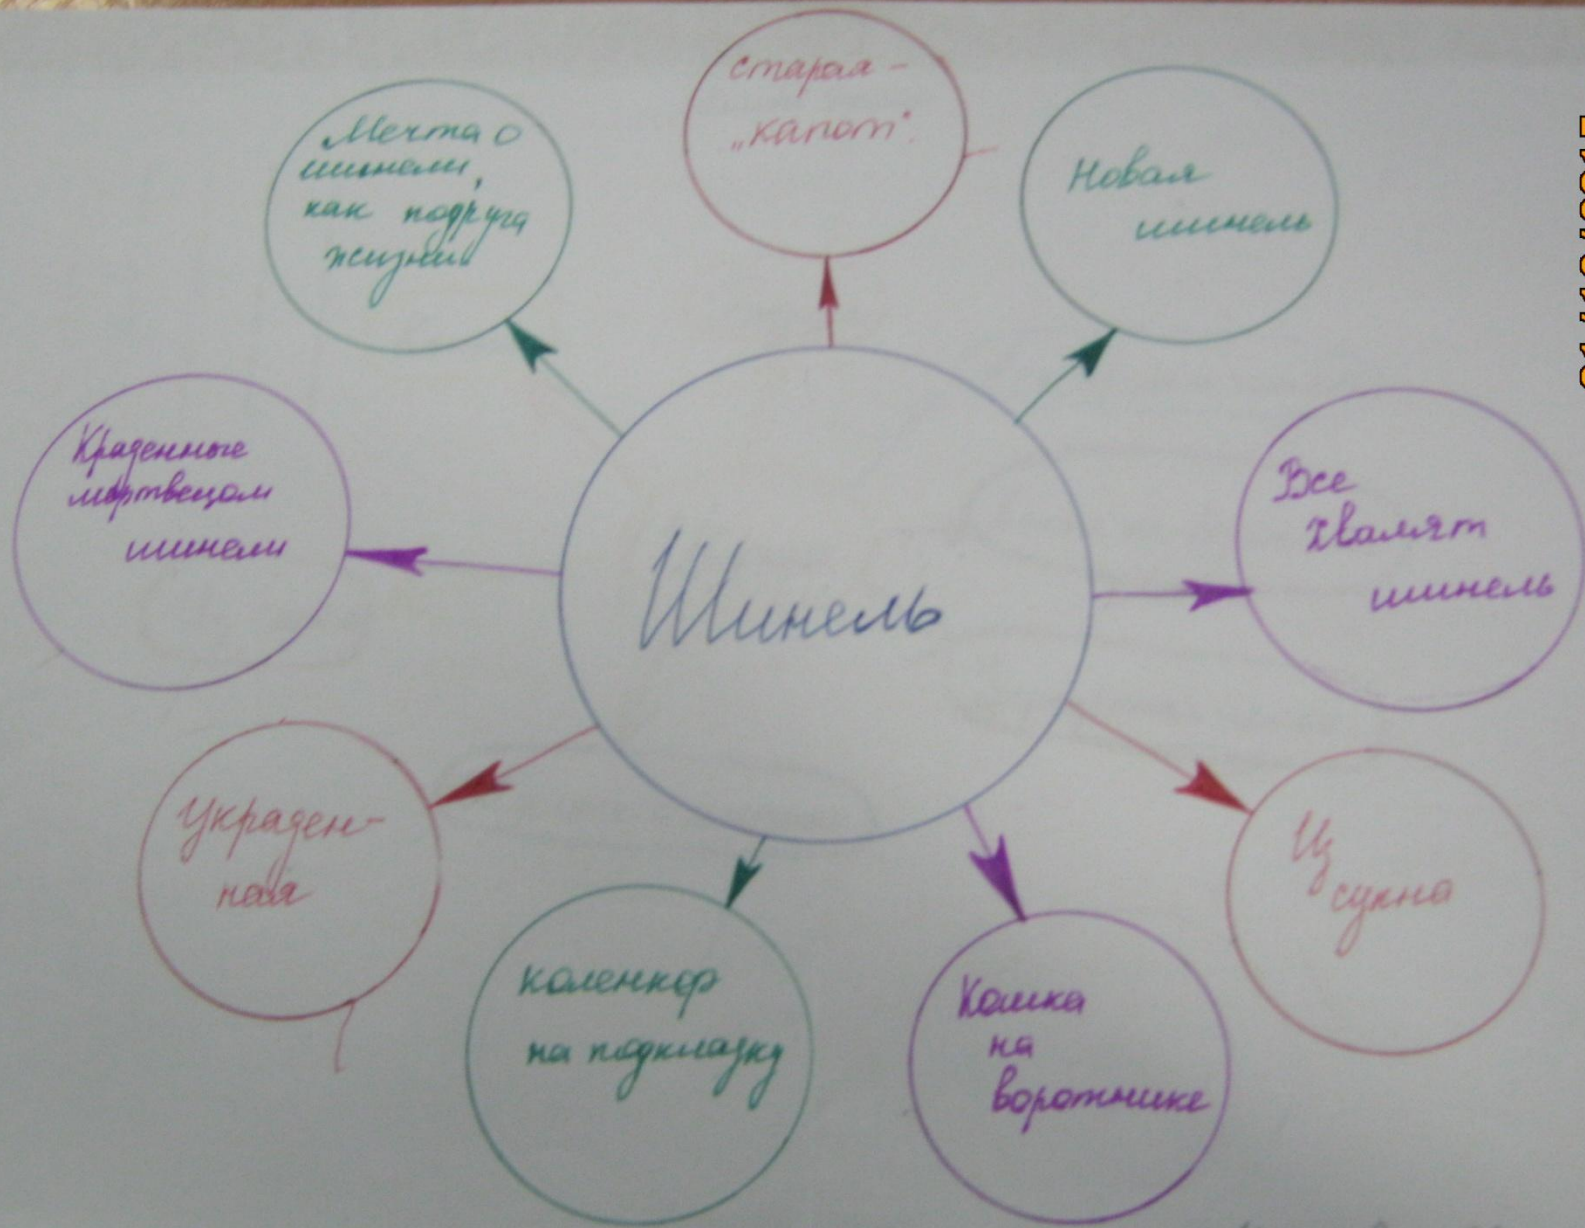 старая -
„капот".
Мечта о
шинели,
как подруга
жизни
Новая
шинель
Краденные
мертвецом
шинели
Все
хвалят
шинель
Шинель
Украден-
ная
Из
сукна
коленкор
на подкладку
Кошка
на
воротнике